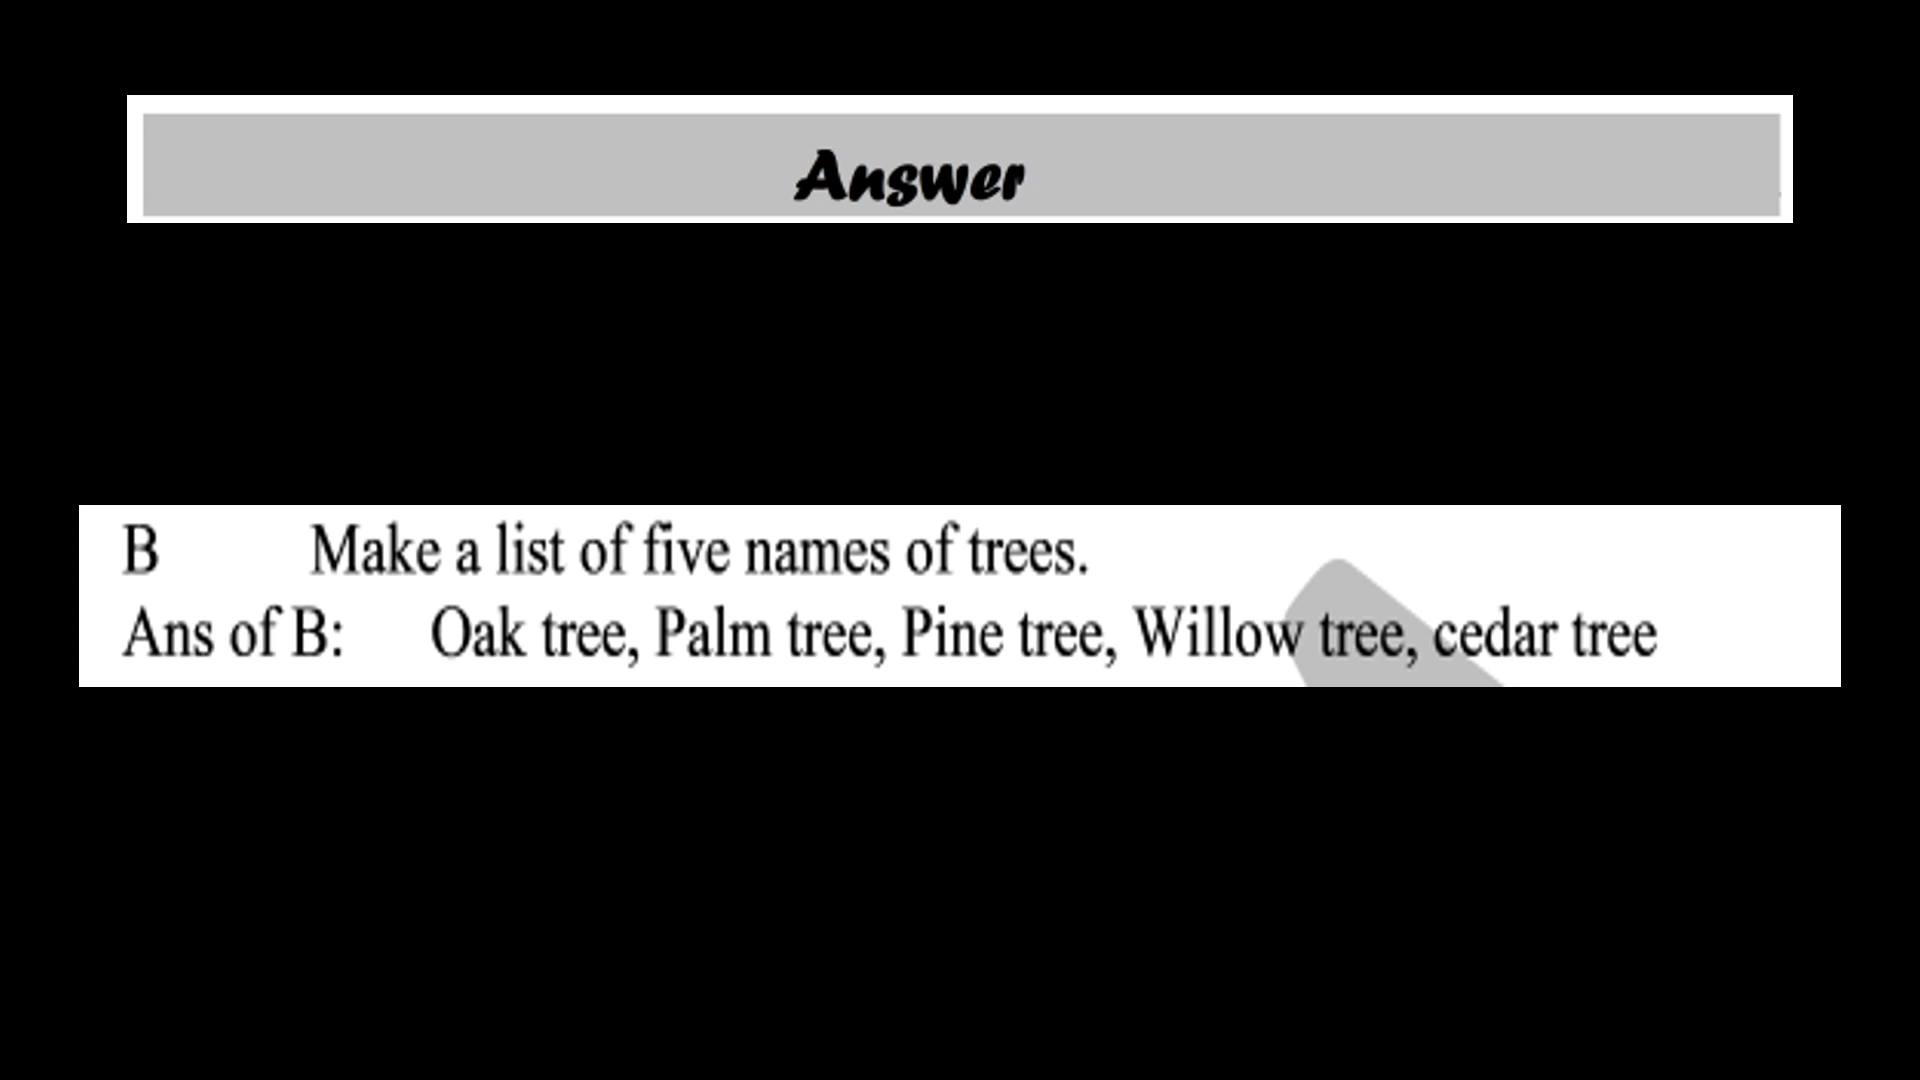 Answer
B Make a list of five names of trees.
Ans of B: Oak tree, Palm tree, Pine tree, Willow tree, cedar tree